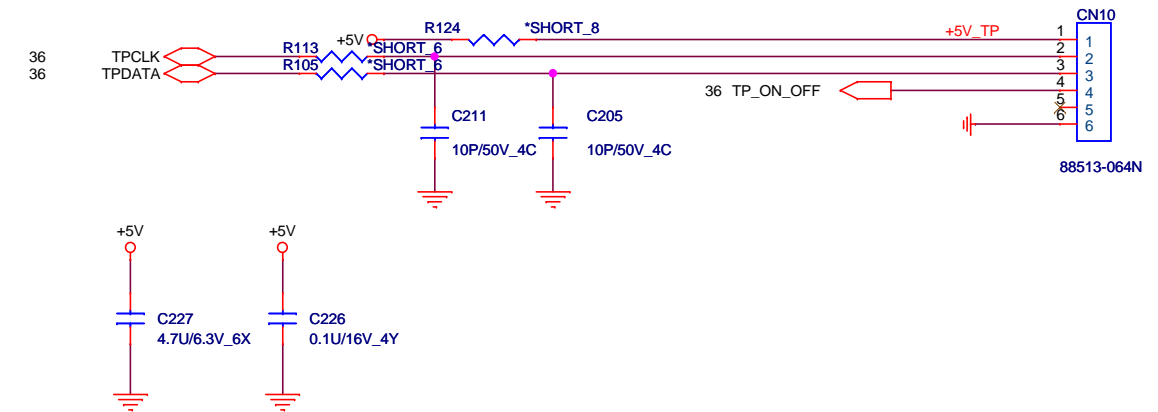 CN10
R124 *SHORT_8
+5V
+5V_TP
1 1
36 TPCLK R113 *SHORT_6 2 2
36 TPDATA R105 *SHORT_6 3 3
36 TP_ON_OFF 4 4
5 5
6 6
C211
10P/50V_4C
C205
10P/50V_4C
88513-064N
+5V
+5V
C227
4.7U/6.3V_6X
C226
0.1U/16V_4Y